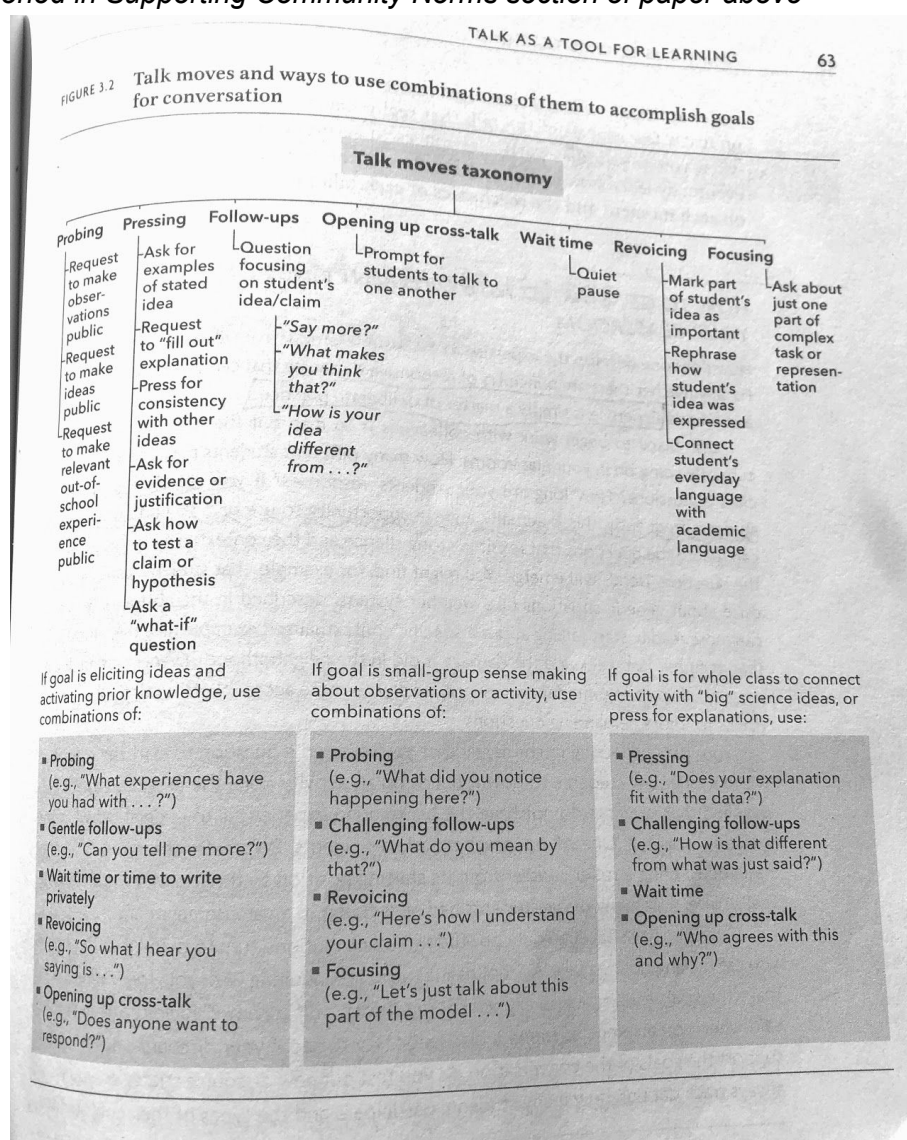 oned in Supporting Community Norms section of paper above
TALK AS A TOOL FOR LEARNING 63
FIGURE 3.2 Talk moves and ways to use combinations of them to accomplish goals
for conversation
Talk moves taxonomy
Probing
Request
to make
obser-
vations
public
Request
to make
ideas
public
Request
to make
relevant
out-of-
school
experi-
ence
public
Pressing
Ask for
examples
of stated
idea
Request
to "fill out"
explanation
Press for
consistency
with other
ideas
Ask for
evidence or
justification
Ask how
to test a
claim or
hypothesis
Ask a
"what-if"
question
Follow-ups
Question
focusing
on student's
idea/claim
"Say more?"
"What makes
you think
that?"
"How is your
idea
different
from . . .?"
Opening up cross-talk
Prompt for
students to talk to
one another
Wait time
Quiet
pause
Revoicing
Mark part
of student's
idea as
important
Rephrase
how
student's
idea was
expressed
Connect
student's
everyday
language
with
academic
language
Focusing
Ask about
just one
part of
complex
task or
represen-
tation
If goal is eliciting ideas and
activating prior knowledge, use
combinations of:
▪ Probing
(e.g., "What experiences have
you had with . . . ?")
▪ Gentle follow-ups
(e.g., "Can you tell me more?")
▪ Wait time or time to write
privately
▪ Revoicing
(e.g., "So what I hear you
saying is . . .")
▪ Opening up cross-talk
(e.g., "Does anyone want to
respond?")
If goal is small-group sense making
about observations or activity, use
combinations of:
▪ Probing
(e.g., "What did you notice
happening here?")
▪ Challenging follow-ups
(e.g., "What do you mean by
that?")
▪ Revoicing
(e.g., "Here's how I understand
your claim . . .")
▪ Focusing
(e.g., "Let's just talk about this
part of the model . . .")
If goal is for whole class to connect
activity with "big" science ideas, or
press for explanations, use:
▪ Pressing
(e.g., "Does your explanation
fit with the data?")
▪ Challenging follow-ups
(e.g., "How is that different
from what was just said?")
▪ Wait time
▪ Opening up cross-talk
(e.g., "Who agrees with this
and why?")